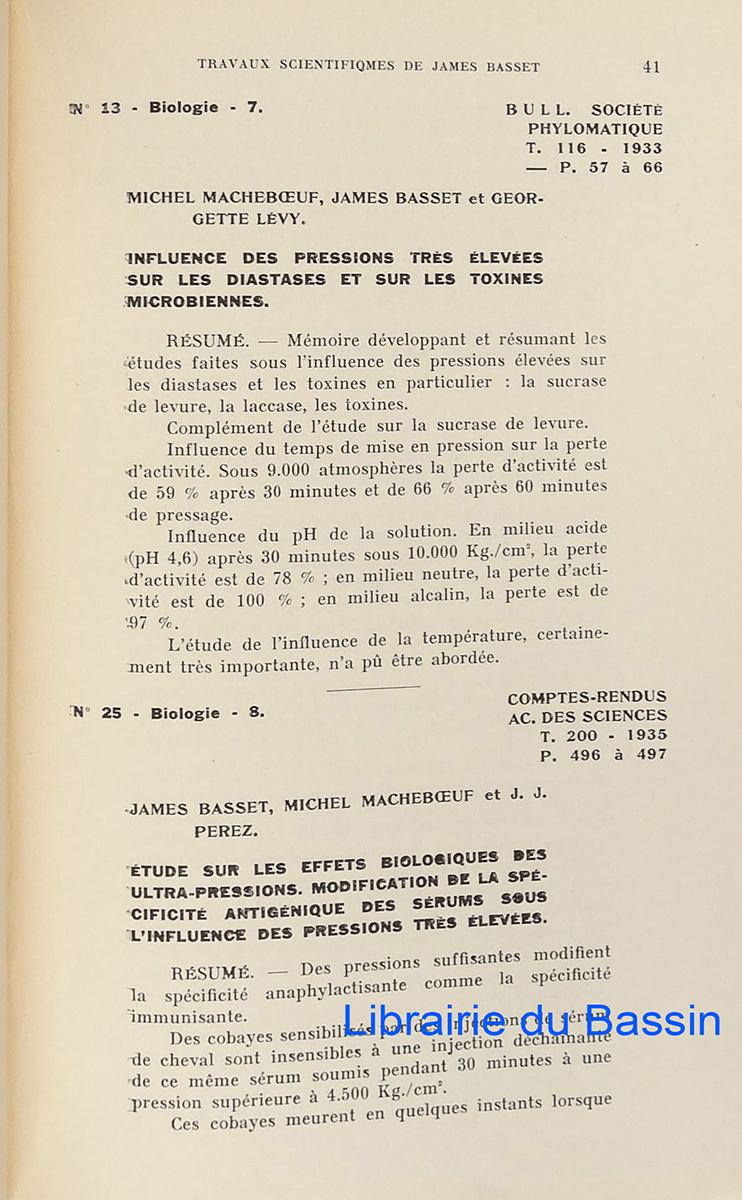 TRAVAUX SCIENTIFIQMES DE JAMES BASSET 41
N° 13 - Biologie - 7.
BULL. SOCIÉTÉ
PHYLOMATIQUE
T. 116 - 1933
— P. 57 à 66
MICHEL MACHEBŒUF, JAMES BASSET et GEOR-
GETTE LÉVY.
INFLUENCE DES PRESSIONS TRÈS ÉLEVÉES
SUR LES DIASTASES ET SUR LES TOXINES
MICROBIENNES.
RÉSUMÉ. — Mémoire développant et résumant les
études faites sous l'influence des pressions élevées sur
les diastases et les toxines en particulier : la sucrase
de levure, la laccase, les toxines.
Complément de l'étude sur la sucrase de levure.
Influence du temps de mise en pression sur la perte
d'activité. Sous 9.000 atmosphères la perte d'activité est
de 59 % après 30 minutes et de 66 % après 60 minutes
de pressage.
Influence du pH de la solution. En milieu acide
(pH 4,6) après 30 minutes sous 10.000 Kg./cm², la perte
d'activité est de 78 % ; en milieu neutre, la perte d'acti-
vité est de 100 % ; en milieu alcalin, la perte est de
97 %.
L'étude de l'influence de la température, certaine-
ment très importante, n'a pû être abordée.
N° 25 - Biologie - 8.
COMPTES-RENDUS
AC. DES SCIENCES
T. 200 - 1935
P. 496 à 497
JAMES BASSET, MICHEL MACHEBŒUF et J. J.
PEREZ.
ÉTUDE SUR LES EFFETS BIOLOGIQUES DES
ULTRA-PRESSIONS. MODIFICATION DE LA SPÉ-
CIFICITÉ ANTIGÉNIQUE DES SÉRUMS SOUS
L'INFLUENCE DES PRESSIONS TRÈS ÉLEVÉES.
RÉSUMÉ. — Des pressions suffisantes modifient
la spécificité anaphylactisante comme la spécificité
immunisante.
Librairie du Bassin
Des cobayes sensibilisés par des injections de sérum
de cheval sont insensibles à une injection déchaînante
de ce même sérum soumis pendant 30 minutes à une
pression supérieure à 4.500 Kg./cm².
Ces cobayes meurent en quelques instants lorsque